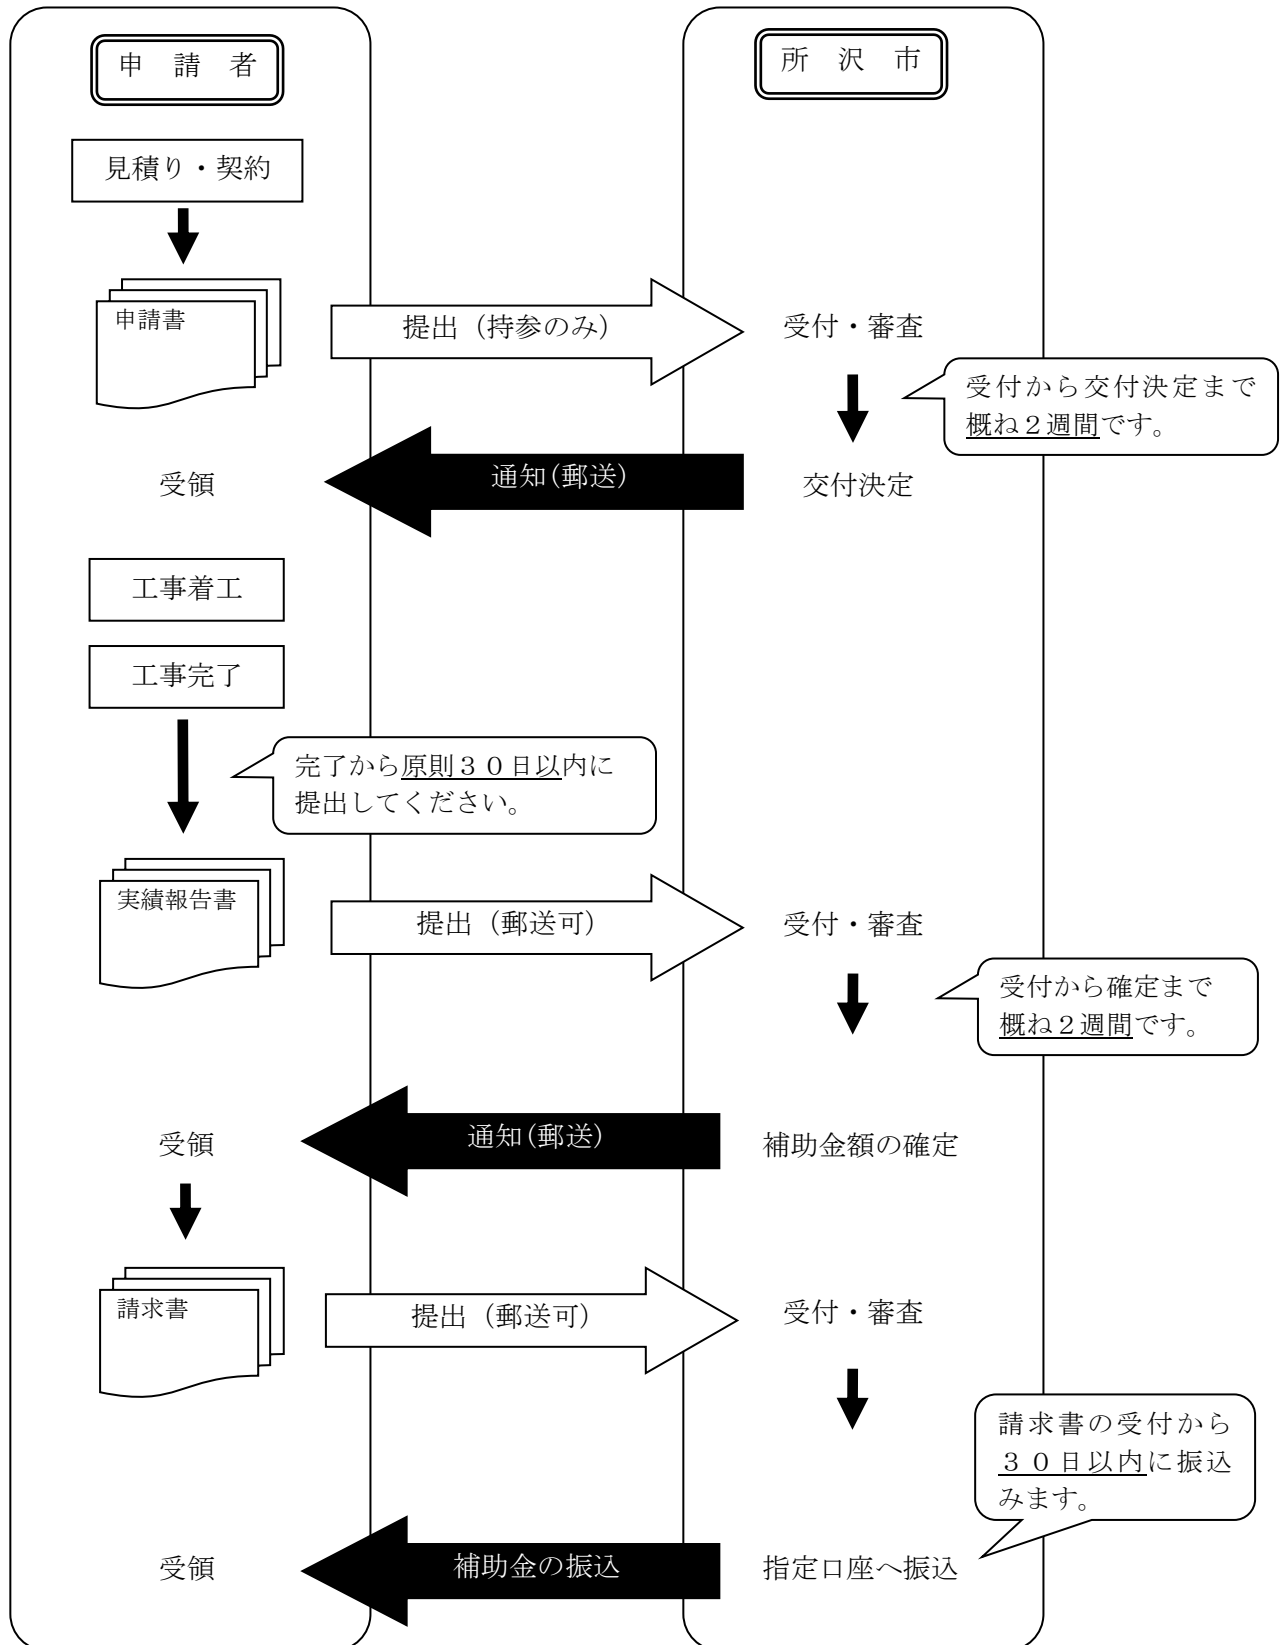 申 請 者
所 沢 市
見積り・契約
申請書
提出（持参のみ）
受付・審査
受付から交付決定まで
概ね２週間です。
受領
通知(郵送)
交付決定
工事着工
工事完了
完了から原則３０日以内に
提出してください。
実績報告書
提出（郵送可）
受付・審査
受付から確定まで
概ね２週間です。
受領
通知(郵送)
補助金額の確定
請求書
提出（郵送可）
受付・審査
請求書の受付から
３０日以内に振込
みます。
受領
補助金の振込
指定口座へ振込